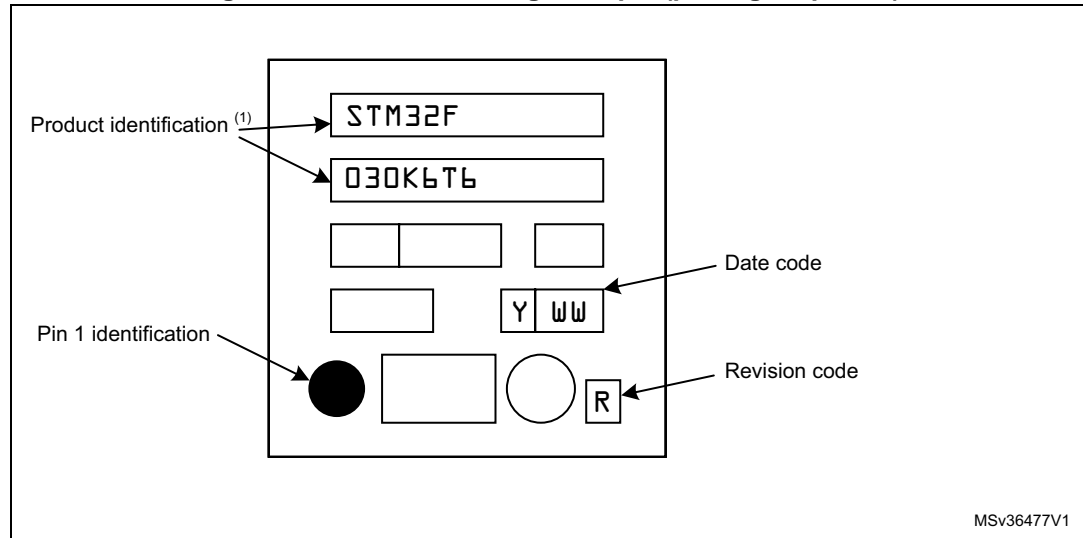 STM32F
Product identification (1)
030K6T6
Date code
Y WW
Pin 1 identification
Revision code
R
MSv36477V1